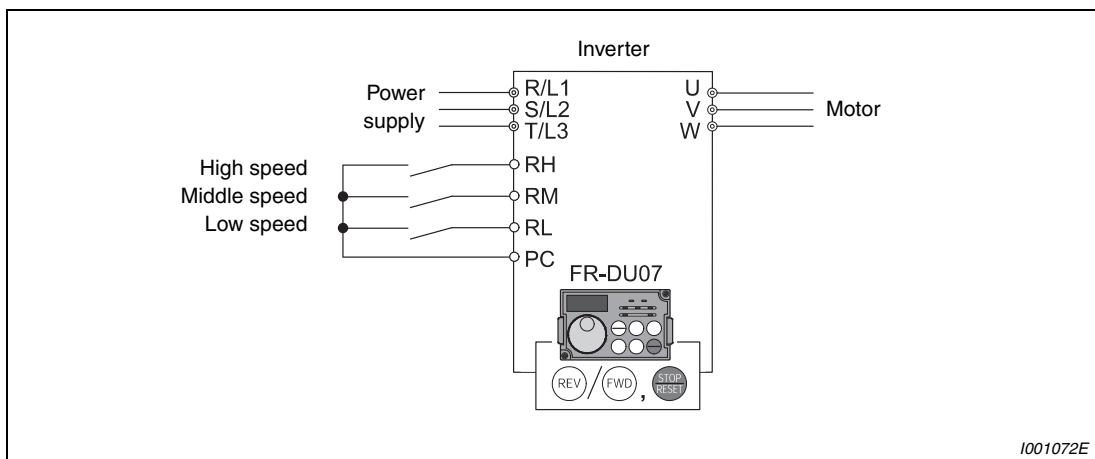 Inverter
Power
supply
R/L1
S/L2
T/L3
U
V
W
Motor
High speed
Middle speed
Low speed
RH
RM
RL
PC
FR-DU07
REV / FWD , STOP
RESET
I001072E